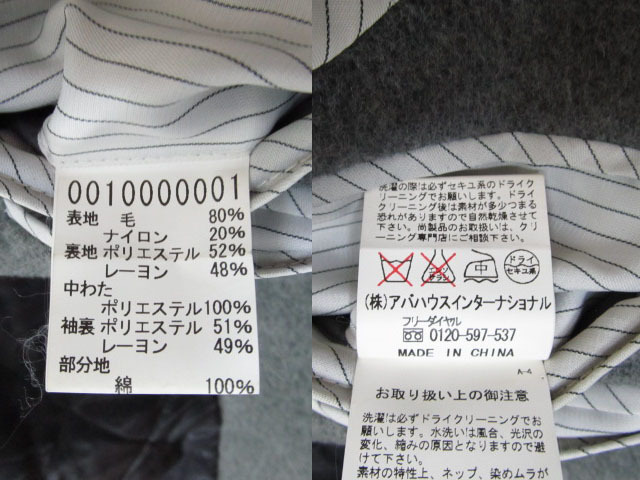 0010000001
表地 毛 80%
ナイロン 20%
裏地 ポリエステル 52%
レーヨン 48%
中わた
ポリエステル100%
袖裏 ポリエステル 51%
レーヨン 49%
部分地
綿 100%
洗濯の際は必ずセキユ系のドライク
リーニングでお願いします。ドライ
クリーニング後は素材が多少つまる
恐れがありますので自然乾燥させて
下さい。尚製品のお取扱いは、クリ
ーニング専門店にご相談下さい。
中
ドライ
セキユ系
(株)アバハウスインターナショナル
フリーダイヤル
0120-597-537
MADE IN CHINA
A-4
お取り扱い上の御注意
洗濯は必ずドライクリーニングでお
願いします。水洗いは風合、光沢の
変化、縮みの原因となりますので避
けて下さい。
素材の特性上、ネップ、染めムラが